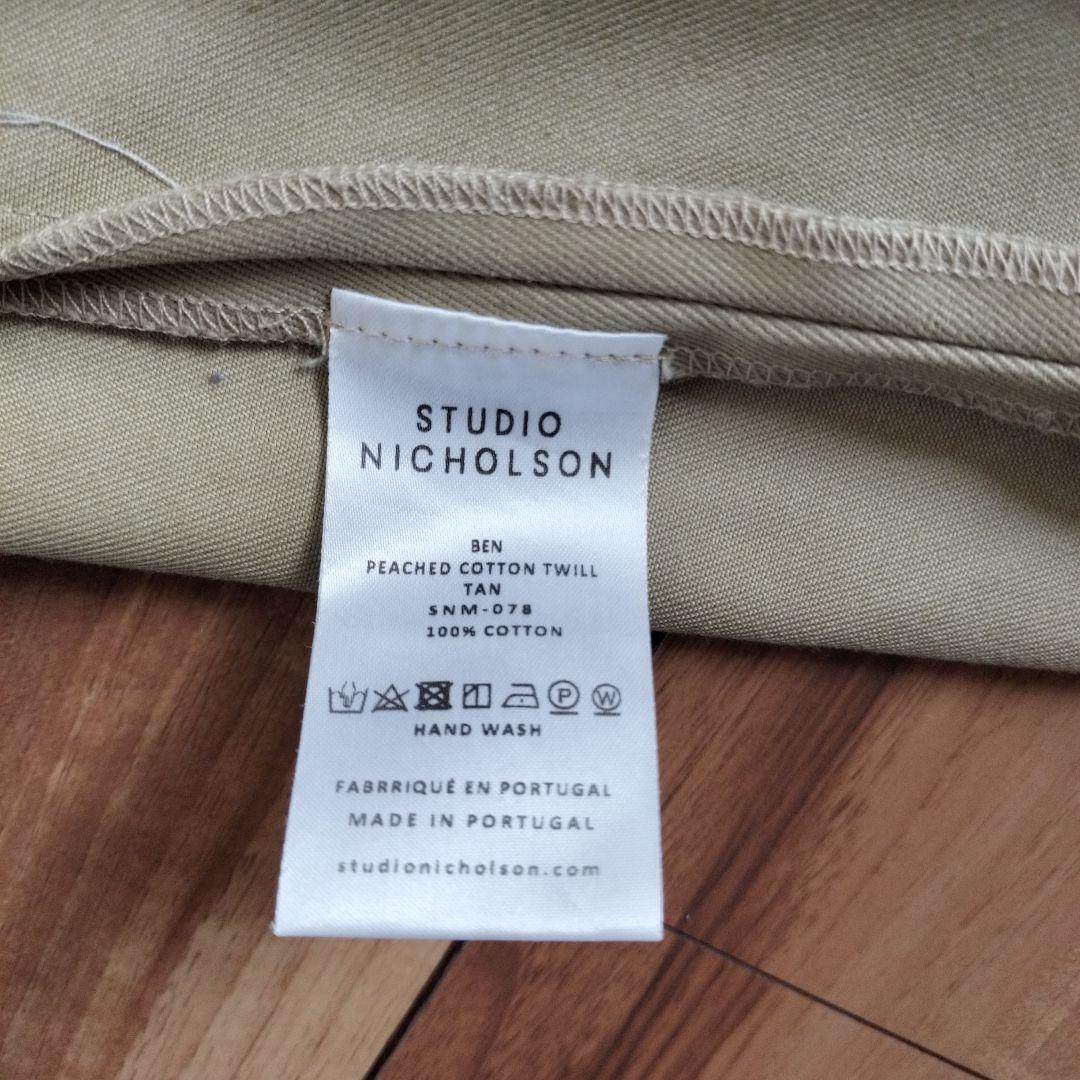 STUDIO
NICHOLSON
BEN
PEACHED COTTON TWILL
TAN
SNM-078
100% COTTON
P W
HAND WASH
FABRRIQUÉ EN PORTUGAL
MADE IN PORTUGAL
studionicholson.com